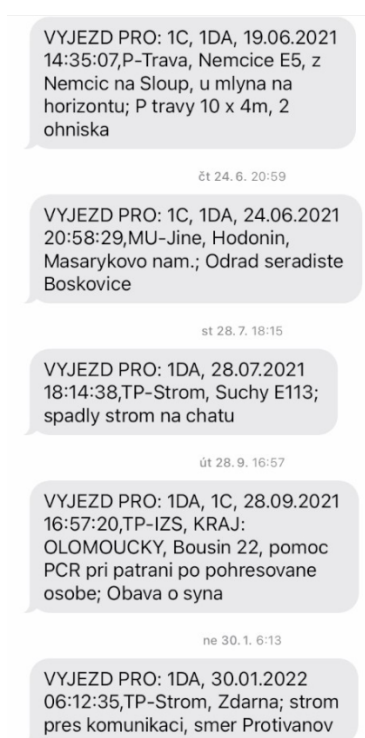 VYJEZD PRO: 1C, 1DA, 19.06.2021
14:35:07,P-Trava, Nemcice E5, z
Nemcic na Sloup, u mlyna na
horizontu; P travy 10 x 4m, 2
ohniska
čt 24. 6. 20:59
VYJEZD PRO: 1C, 1DA, 24.06.2021
20:58:29,MU-Jine, Hodonin,
Masarykovo nam.; Odrad seradiste
Boskovice
st 28. 7. 18:15
VYJEZD PRO: 1DA, 28.07.2021
18:14:38,TP-Strom, Suchy E113;
spadly strom na chatu
út 28. 9. 16:57
VYJEZD PRO: 1DA, 1C, 28.09.2021
16:57:20,TP-IZS, KRAJ:
OLOMOUCKY, Bousin 22, pomoc
PCR pri patrani po pohresovane
osobe; Obava o syna
ne 30. 1. 6:13
VYJEZD PRO: 1DA, 30.01.2022
06:12:35,TP-Strom, Zdarna; strom
pres komunikaci, smer Protivanov